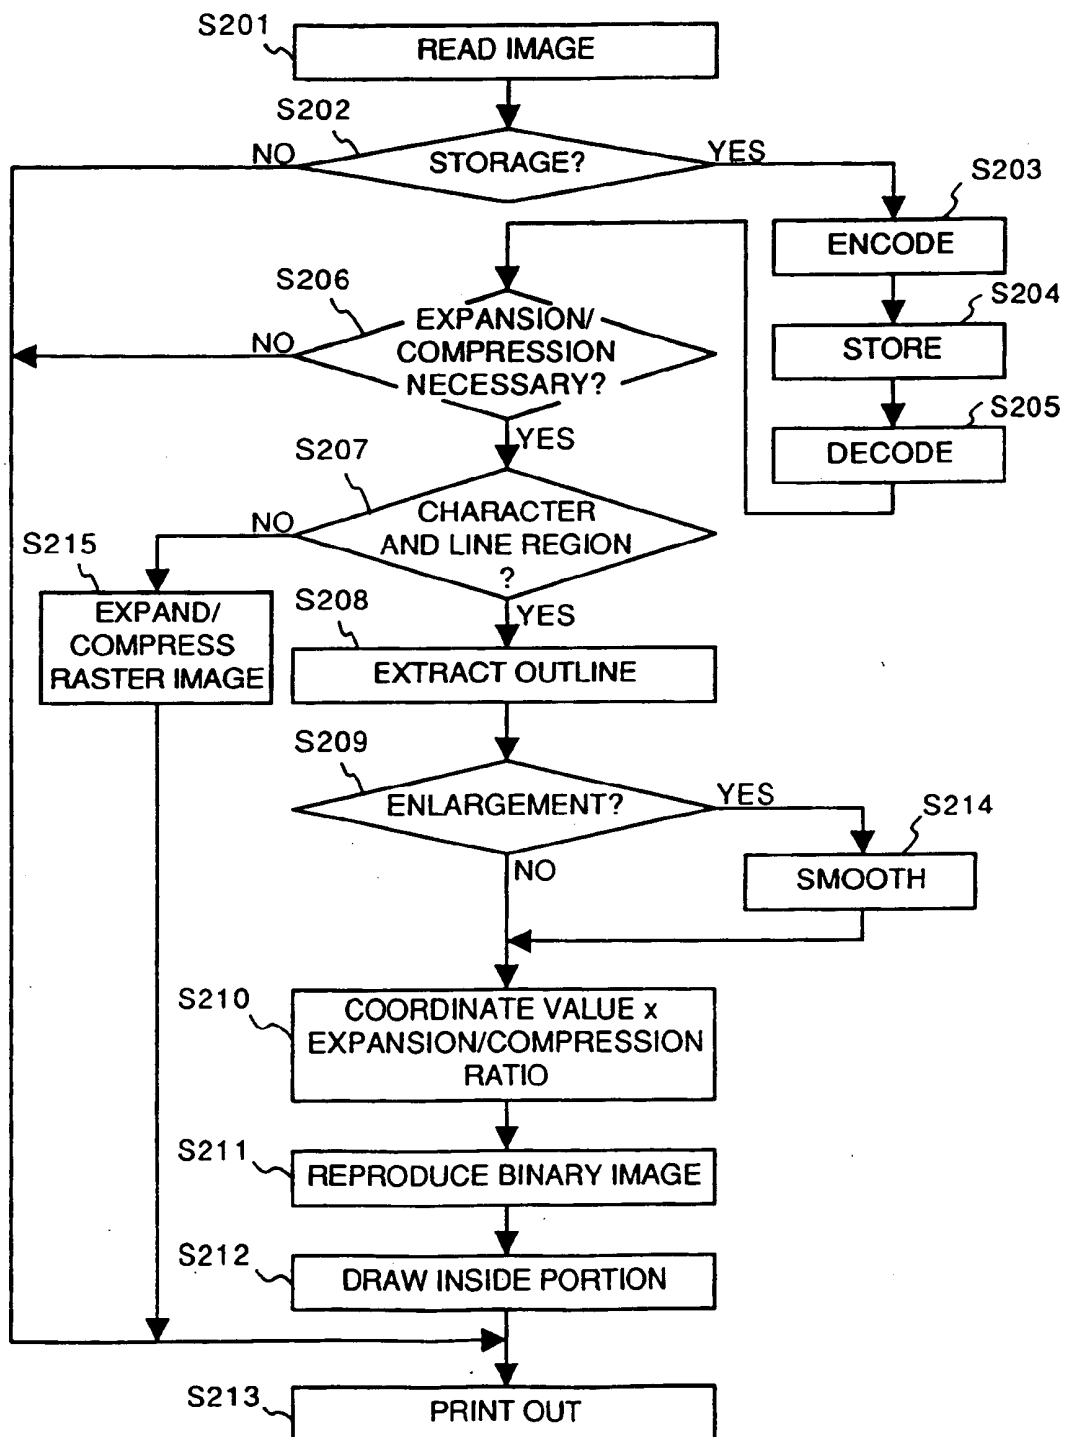 S201
READ IMAGE
S202
NO
STORAGE?
YES
S203
ENCODE
S204
STORE
S205
DECODE
S206
NO
EXPANSION/
COMPRESSION
NECESSARY?
YES
S207
NO
CHARACTER
AND LINE REGION
?
YES
S215
EXPAND/
COMPRESS
RASTER IMAGE
S208
EXTRACT OUTLINE
S209
ENLARGEMENT?
YES
NO
S214
SMOOTH
S210
COORDINATE VALUE x
EXPANSION/COMPRESSION
RATIO
S211
REPRODUCE BINARY IMAGE
S212
DRAW INSIDE PORTION
S213
PRINT OUT